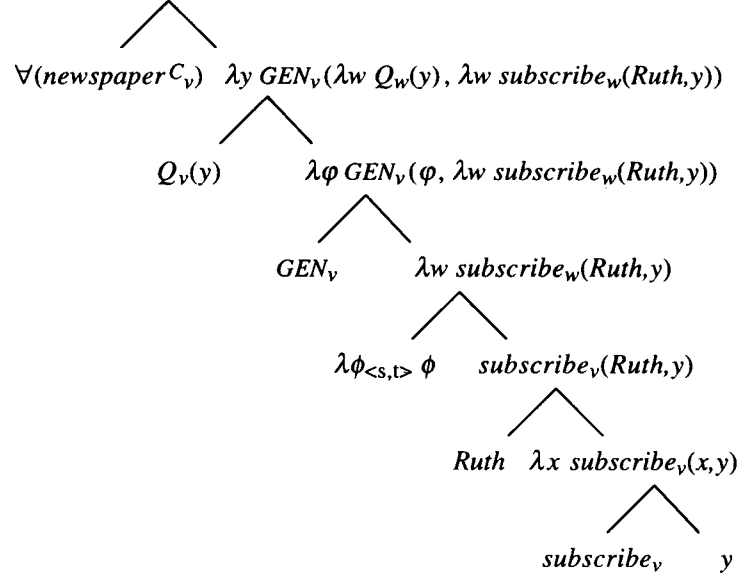 ∀(newspaper^C_v) λy GEN_v(λw Q_w(y), λw subscribe_w(Ruth,y))
Q_v(y) λφ GEN_v(φ, λw subscribe_w(Ruth,y))
GEN_v λw subscribe_w(Ruth,y)
λϕ_<s,t> ϕ subscribe_v(Ruth,y)
Ruth λx subscribe_v(x,y)
subscribe_v y